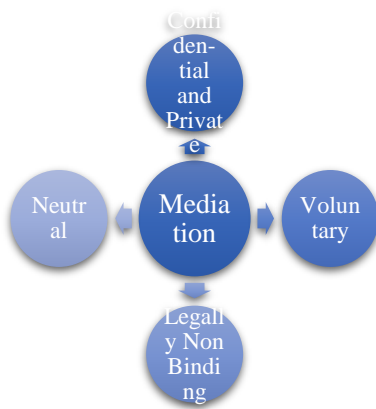 Confi
den-
tial
and
Privat
e
Neutr
al
Media
tion
Volun
tary
Legall
y Non
Bindi
ng